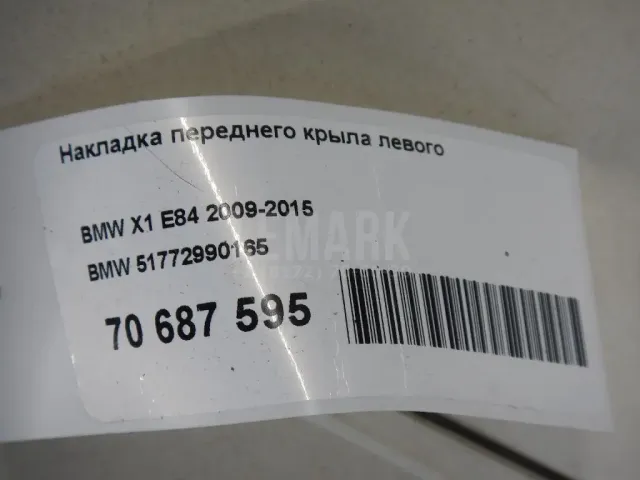 Накладка переднего крыла левого
BMW X1 E84 2009-2015
BMW 51772990165
70 687 595